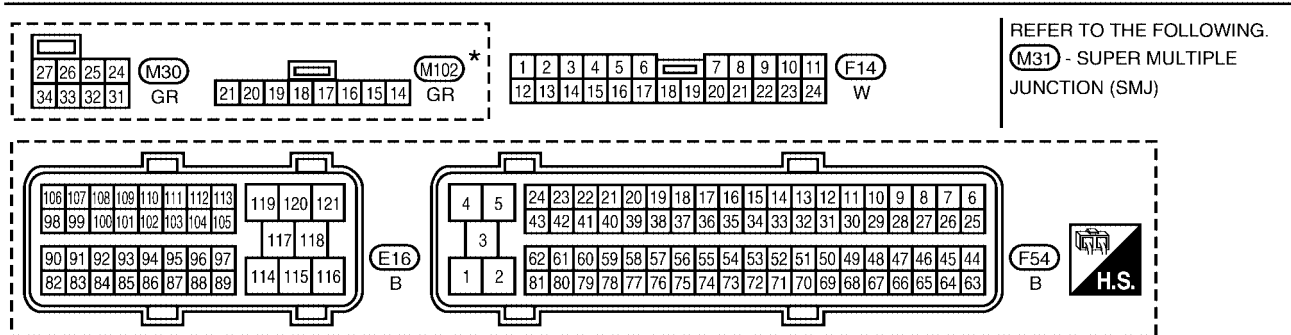 REFER TO THE FOLLOWING.
M31 - SUPER MULTIPLE
JUNCTION (SMJ)
27 26 25 24
34 33 32 31
M30
GR
21 20 19 18 17 16 15 14
M102 *
GR
1 2 3 4 5 6 7 8 9 10 11
12 13 14 15 16 17 18 19 20 21 22 23 24
F14
W
106 107 108 109 110 111 112 113
98 99 100 101 102 103 104 105
90 91 92 93 94 95 96 97
82 83 84 85 86 87 88 89
119 120 121
117 118
114 115 116
E16
B
4 5
3
1 2
24 23 22 21 20 19 18 17 16 15 14 13 12 11 10 9 8 7 6
43 42 41 40 39 38 37 36 35 34 33 32 31 30 29 28 27 26 25
62 61 60 59 58 57 56 55 54 53 52 51 50 49 48 47 46 45 44
81 80 79 78 77 76 75 74 73 72 71 70 69 68 67 66 65 64 63
F54
B
H.S.